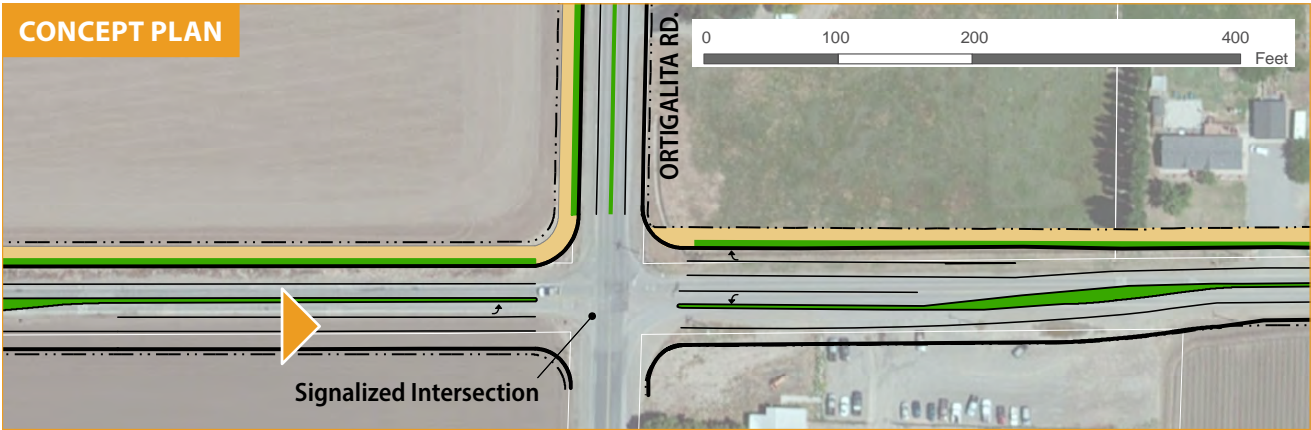 CONCEPT PLAN
ORTIGALITA RD.
0 100 200 400
Feet
Signalized Intersection